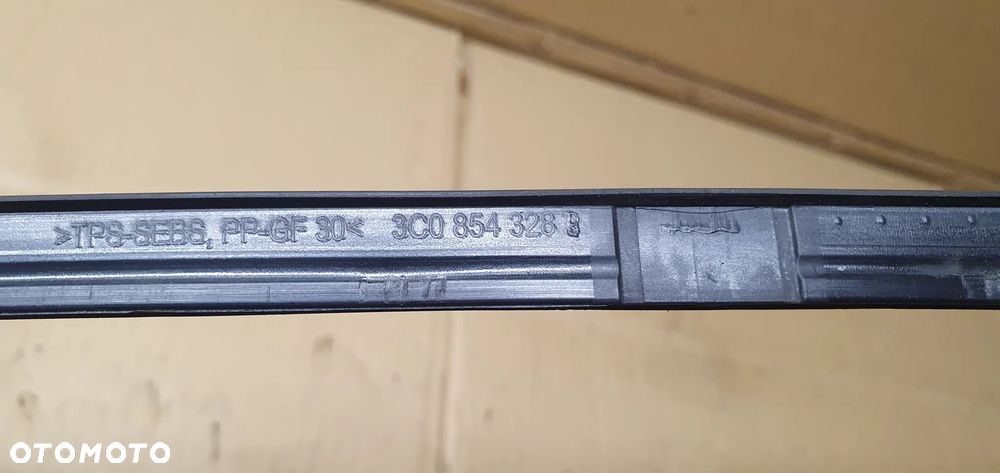 >TPS-SEBS, PP-GF 30< 3C0 854 328 B
OTOMOTO